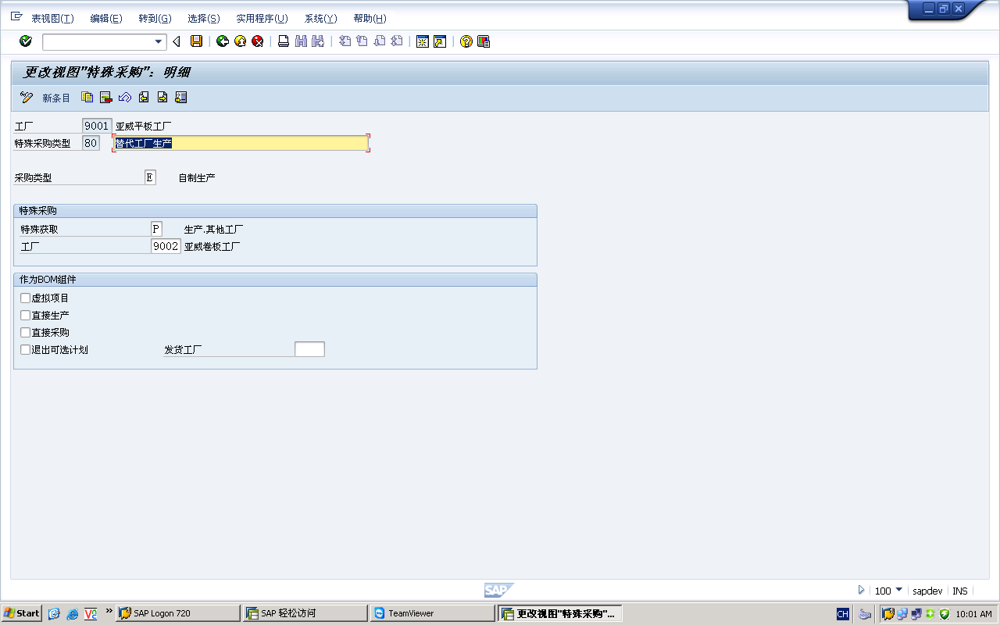 表视图(T) 编辑(E) 转到(G) 选择(S) 实用程序(U) 系统(Y) 帮助(H)
更改视图"特殊采购"：明细
新条目
工厂 9001 亚威平板工厂
特殊采购类型 80 替代工厂生产
采购类型 E 自制生产
特殊采购
特殊获取 P 生产.其他工厂
工厂 9002 亚威卷板工厂
作为BOM组件
虚拟项目
直接生产
直接采购
退出可选计划 发货工厂
SAP
100 sapdev INS
Start V2 » SAP Logon 720 SAP 轻松访问 TeamViewer 更改视图"特殊采购"... CH 10:01 AM